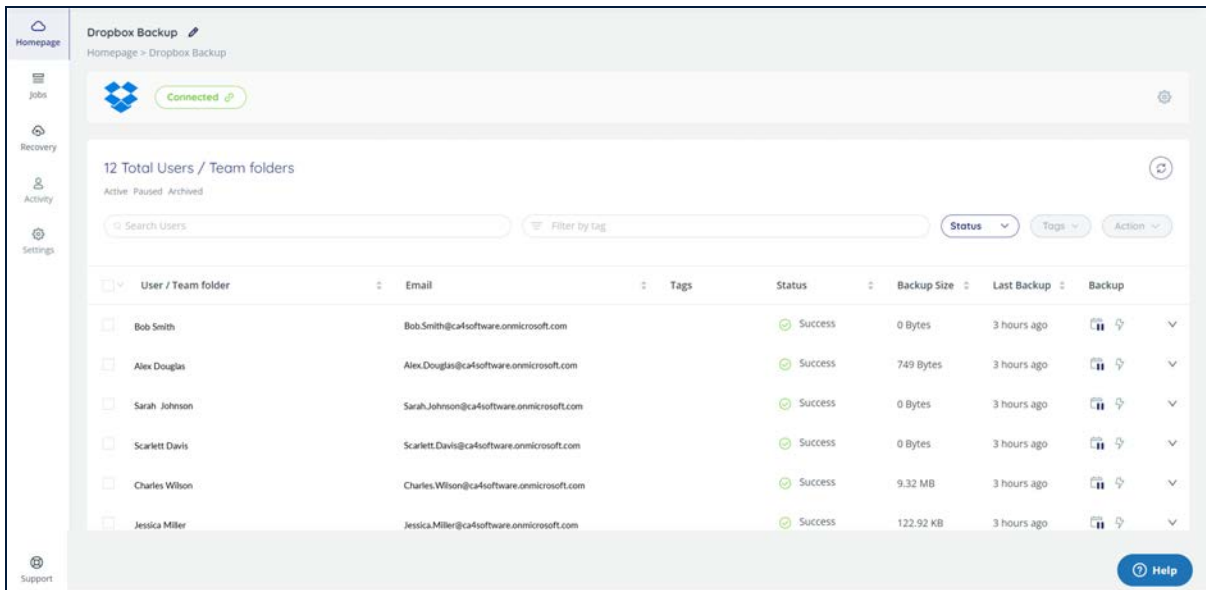 Homepage
Jobs
Recovery
Activity
Settings
Support
Dropbox Backup
Homepage > Dropbox Backup
Connected
12 Total Users / Team folders
Active Paused Archived
Search Users
Filter by tag
Status
Tags
Action
User / Team folder Email Tags Status Backup Size Last Backup Backup
Bob Smith Bob.Smith@ca4software.onmicrosoft.com Success 0 Bytes 3 hours ago
Alex Douglas Alex.Douglas@ca4software.onmicrosoft.com Success 749 Bytes 3 hours ago
Sarah Johnson Sarah.Johnson@ca4software.onmicrosoft.com Success 0 Bytes 3 hours ago
Scarlett Davis Scarlett.Davis@ca4software.onmicrosoft.com Success 0 Bytes 3 hours ago
Charles Wilson Charles.Wilson@ca4software.onmicrosoft.com Success 9.32 MB 3 hours ago
Jessica Miller Jessica.Miller@ca4software.onmicrosoft.com Success 122.92 KB 3 hours ago
Help